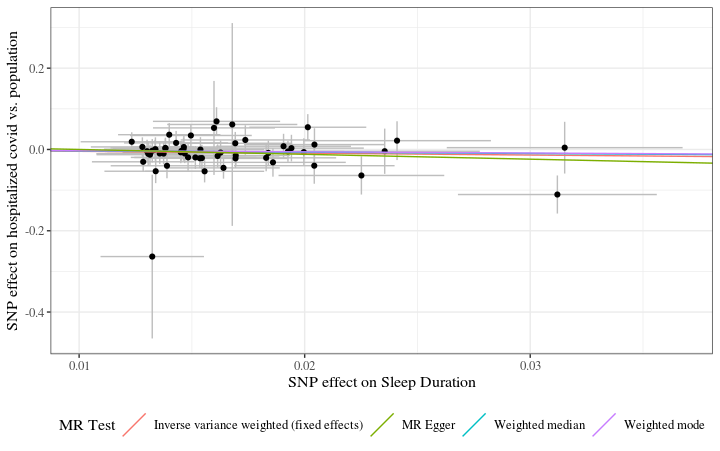 SNP effect on hospitalized covid vs. population
0.2
0.0
-0.2
-0.4
0.01 0.02 0.03
SNP effect on Sleep Duration
MR Test Inverse variance weighted (fixed effects) MR Egger Weighted median Weighted mode